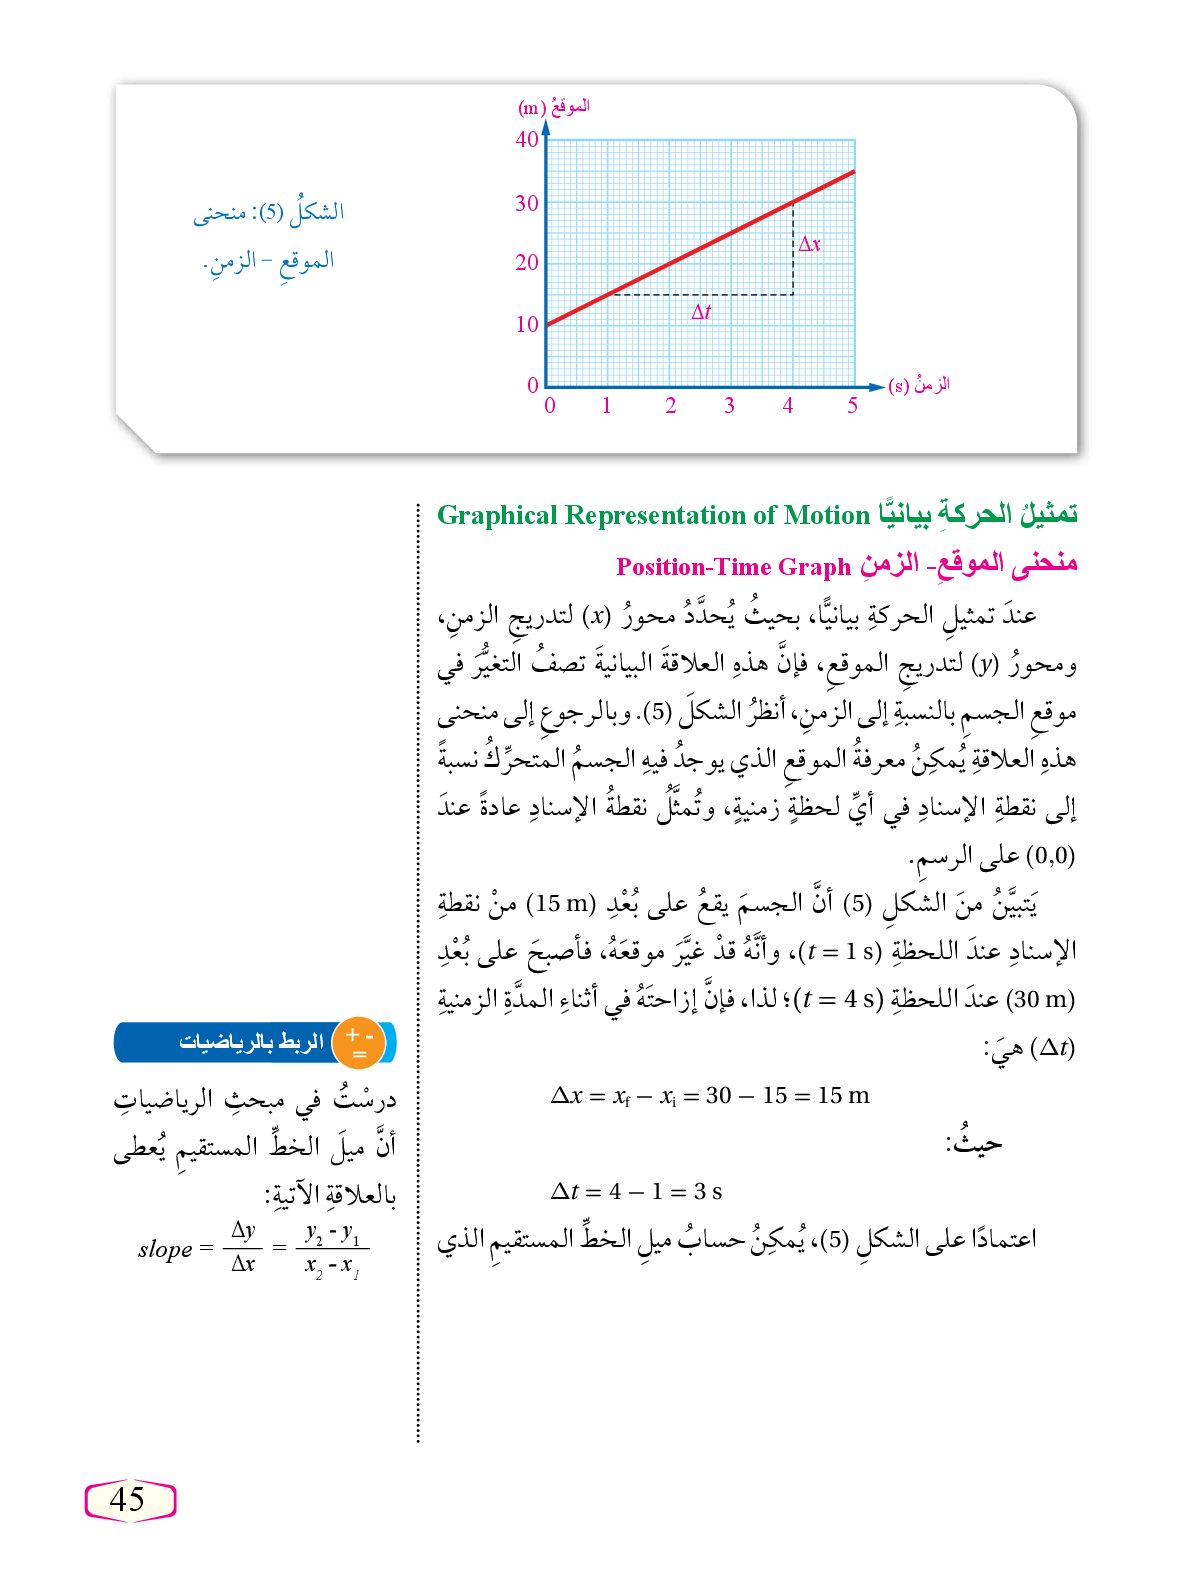 الموقعُ (m)
40
30
20
10
0
0 1 2 3 4 5
الزمنُ (s)
Δx
Δt
الشكلُ (5): منحنى
الموقعِ – الزمنِ.
تمثيلُ الحركةِ بيانيًّا Graphical Representation of Motion
منحنى الموقعِ- الزمنِ Position-Time Graph
عندَ تمثيلِ الحركةِ بيانيًّا، بحيثُ يُحدَّدُ محورُ (x) لتدريجِ الزمنِ،
ومحورُ (y) لتدريجِ الموقعِ، فإنَّ هذهِ العلاقةَ البيانيةَ تصفُ التغيُّرَ في
موقعِ الجسمِ بالنسبةِ إلى الزمنِ، أنظرُ الشكلَ (5). وبالرجوعِ إلى منحنى
هذهِ العلاقةِ يُمكِنُ معرفةُ الموقعِ الذي يوجدُ فيهِ الجسمُ المتحرِّكُ نسبةً
إلى نقطةِ الإسنادِ في أيِّ لحظةٍ زمنيةٍ، وتُمثَّلُ نقطةُ الإسنادِ عادةً عندَ
(0,0) على الرسمِ.
يَتبيَّنُ منَ الشكلِ (5) أنَّ الجسمَ يقعُ على بُعْدِ (15 m) منْ نقطةِ
الإسنادِ عندَ اللحظةِ (t = 1 s)، وأنَّهُ قدْ غيَّرَ موقعَهُ، فأصبحَ على بُعْدِ
(30 m) عندَ اللحظةِ (t = 4 s)؛ لذا، فإنَّ إزاحتَهُ في أثناءِ المدَّةِ الزمنيةِ
(Δt) هيَ:
Δx = xf − xi = 30 − 15 = 15 m
حيثُ:
Δt = 4 − 1 = 3 s
اعتمادًا على الشكلِ (5)، يُمكِنُ حسابُ ميلِ الخطِّ المستقيمِ الذي
+ - =
الربط بالرياضيات
درسْتُ في مبحثِ الرياضياتِ
أنَّ ميلَ الخطِّ المستقيمِ يُعطى
بالعلاقةِ الآتيةِ:
slope = Δy/Δx = y₂ - y₁/x₂ - x₁
45